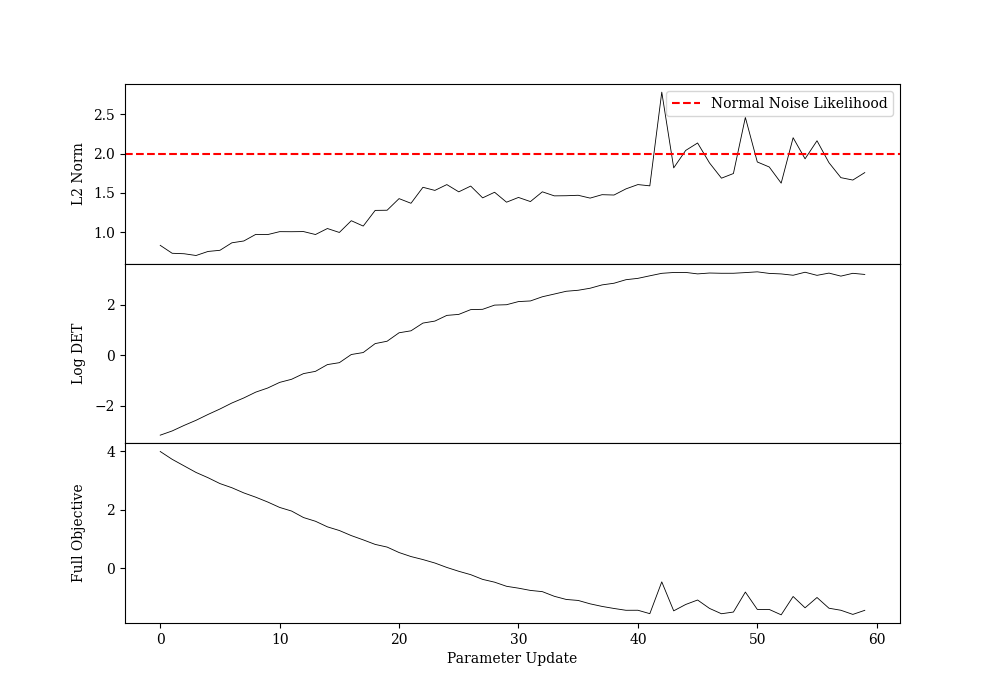 2.5
2.0
1.5
1.0
L2 Norm
Normal Noise Likelihood
2
0
−2
Log DET
4
2
0
Full Objective
0 10 20 30 40 50 60
Parameter Update